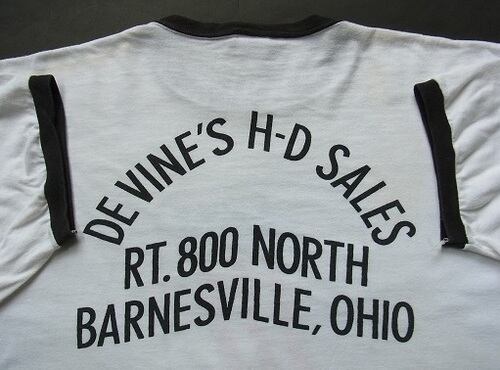 DE VINE'S H-D SALES
RT. 800 NORTH
BARNESVILLE, OHIO